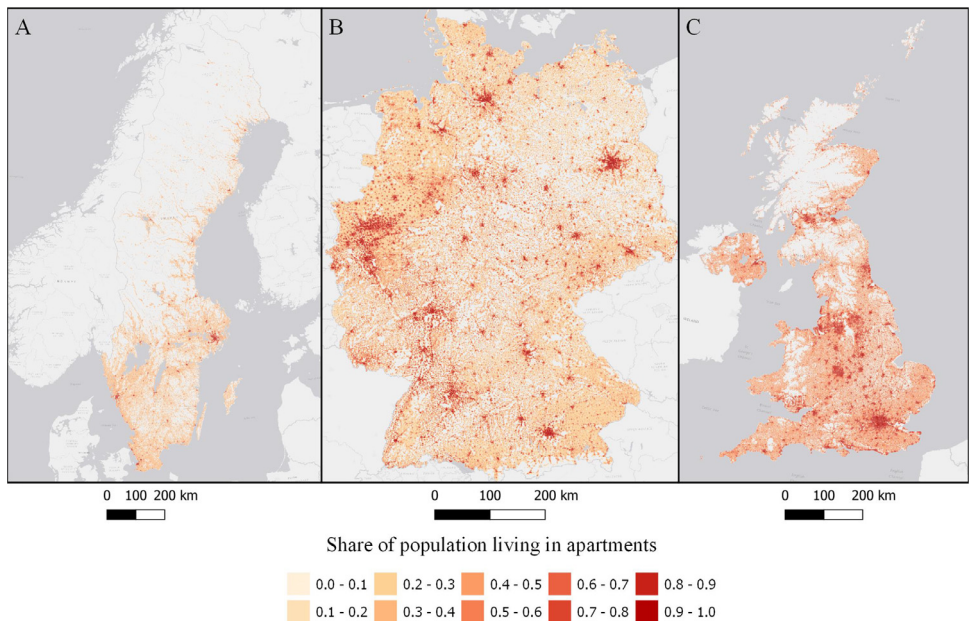 A
B
C
0 100 200 km
0 100 200 km
0 100 200 km
Share of population living in apartments
0.0 - 0.1 0.2 - 0.3 0.4 - 0.5 0.6 - 0.7 0.8 - 0.9
0.1 - 0.2 0.3 - 0.4 0.5 - 0.6 0.7 - 0.8 0.9 - 1.0